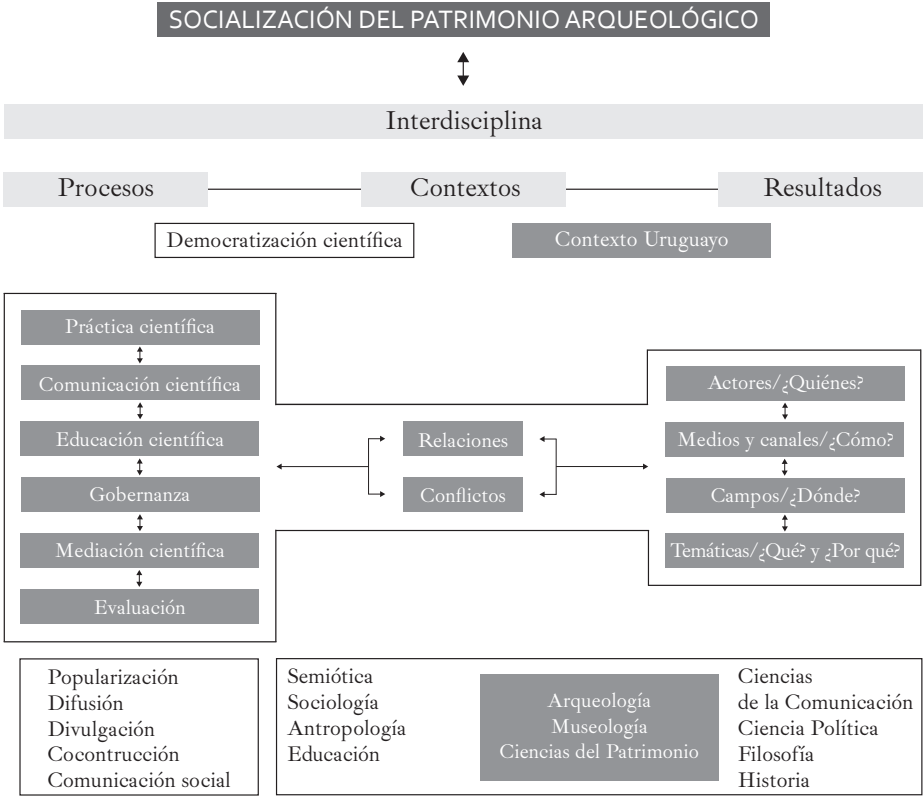 SOCIALIZACIÓN DEL PATRIMONIO ARQUEOLÓGICO
Interdisciplina
Procesos
Contextos
Resultados
Democratización científica
Contexto Uruguayo
Práctica científica
Comunicación científica
Educación científica
Gobernanza
Mediación científica
Evaluación
Relaciones
Conflictos
Actores/¿Quiénes?
Medios y canales/¿Cómo?
Campos/¿Dónde?
Temáticas/¿Qué? y ¿Por qué?
Popularización
Difusión
Divulgación
Cocontrucción
Comunicación social
Semiótica
Sociología
Antropología
Educación
Arqueología
Museología
Ciencias del Patrimonio
Ciencias
de la Comunicación
Ciencia Política
Filosofía
Historia